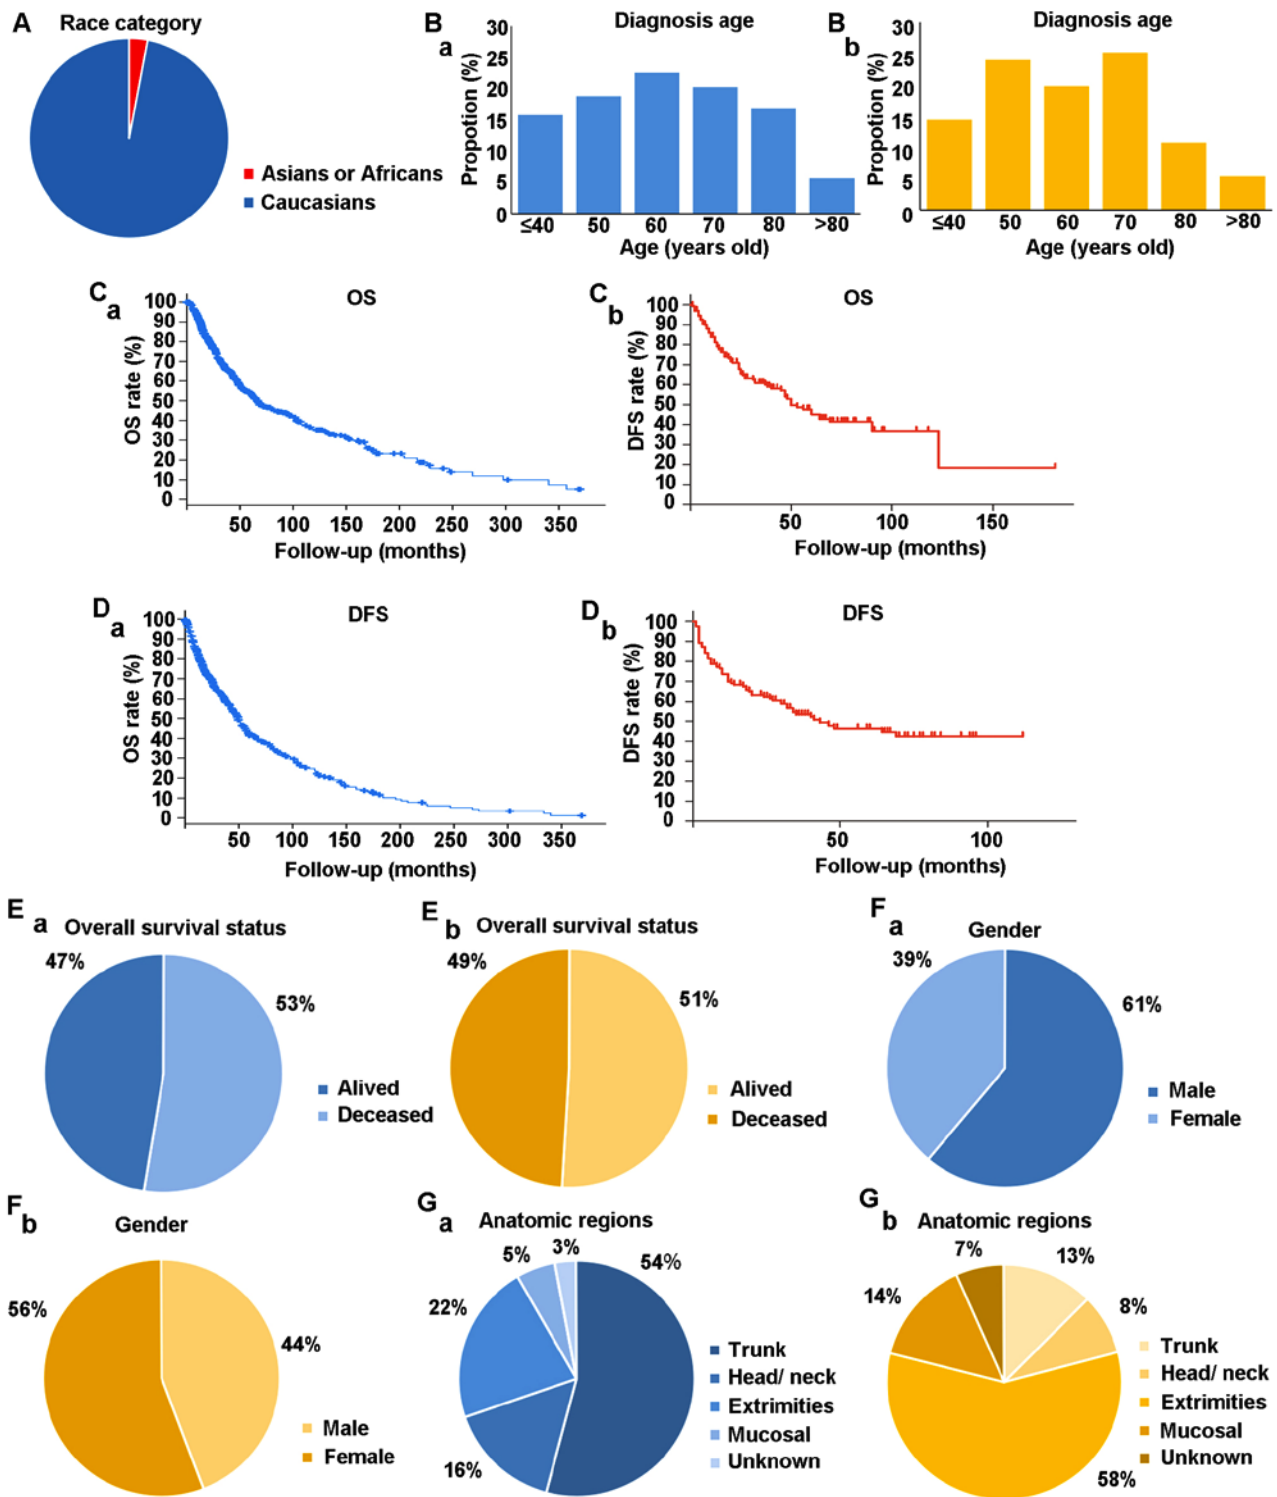 A Race category
Asians or Africans
Caucasians
B a Diagnosis age
Propotion (%)
30
25
20
15
10
5
0
≤40 50 60 70 80 >80
Age (years old)
B b Diagnosis age
Propotion (%)
30
25
20
15
10
5
0
≤40 50 60 70 80 >80
Age (years old)
C a OS
OS rate (%)
100
90
80
70
60
50
40
30
20
10
0
50 100 150 200 250 300 350
Follow-up (months)
C b OS
DFS rate (%)
100
90
80
70
60
50
40
30
20
10
0
50 100 150
Follow-up (months)
D a DFS
OS rate (%)
100
90
80
70
60
50
40
30
20
10
0
50 100 150 200 250 300 350
Follow-up (months)
D b DFS
DFS rate (%)
100
90
80
70
60
50
40
30
20
10
0
50 100
Follow-up (months)
E a Overall survival status
47%
53%
Alived
Deceased
E b Overall survival status
49%
51%
Alived
Deceased
F a Gender
39%
61%
Male
Female
F b Gender
56%
44%
Male
Female
G a Anatomic regions
5% 3% 54%
22%
16%
Trunk
Head/ neck
Extrimities
Mucosal
Unknown
G b Anatomic regions
7% 13%
14% 8%
58%
Trunk
Head/ neck
Extrimities
Mucosal
Unknown